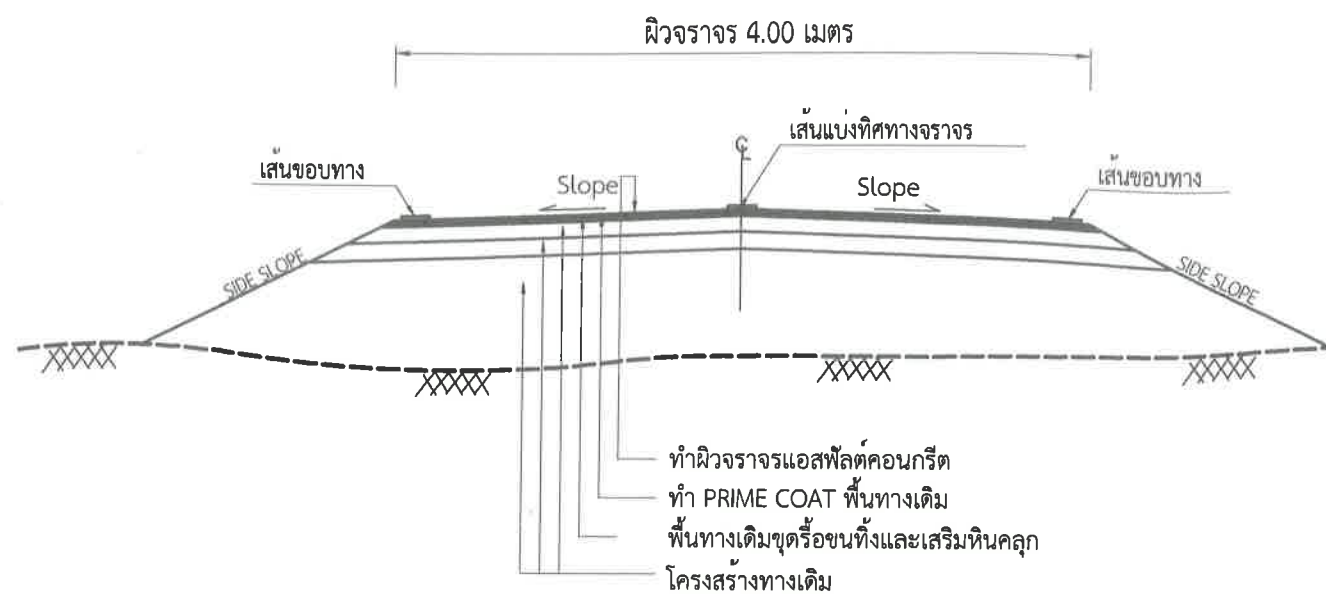 ผิวจราจร 4.00 เมตร
เส้นแบ่งทิศทางจราจร
℄
เส้นขอบทาง
Slope
Slope
เส้นขอบทาง
SIDE SLOPE
SIDE SLOPE
ทำผิวจราจรแอสฟัลต์คอนกรีต
ทำ PRIME COAT พื้นทางเดิม
พื้นทางเดิมขุดรื้อขนทิ้งและเสริมหินคลุก
โครงสร้างทางเดิม